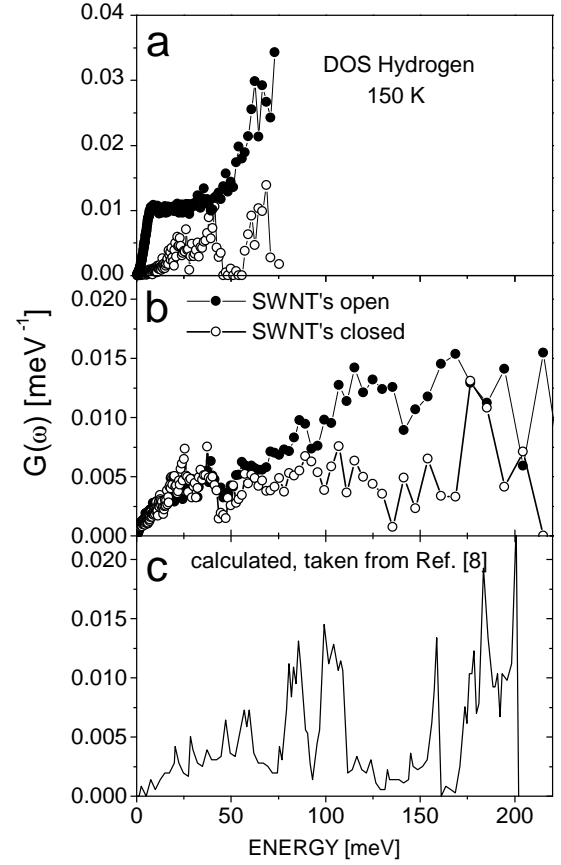 0.04
a
DOS Hydrogen
150 K
0.03
0.02
0.01
0.00
0.020
b
SWNT's open
SWNT's closed
0.015
0.010
0.005
0.000
G(ω) [meV⁻¹]
c
calculated, taken from Ref. [8]
0.020
0.015
0.010
0.005
0.000
0 50 100 150 200
ENERGY [meV]